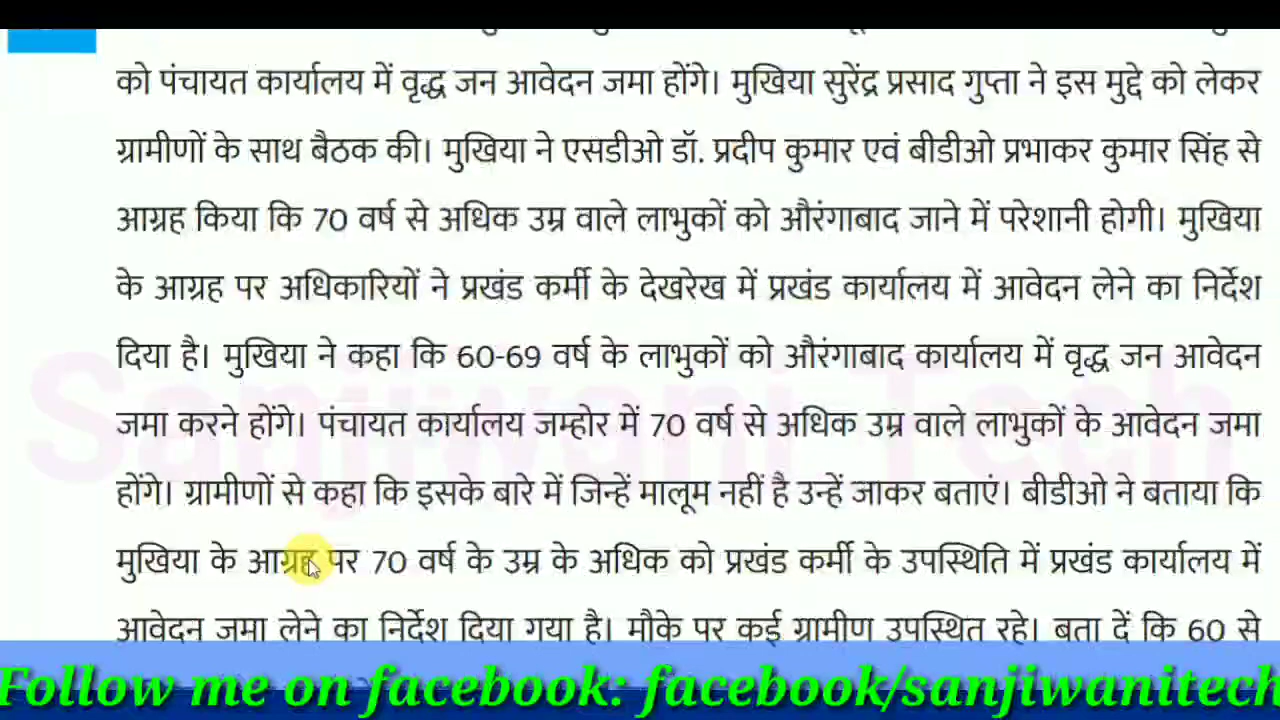 को पंचायत कार्यालय में वृद्ध जन आवेदन जमा होंगे। मुखिया सुरेंद्र प्रसाद गुप्ता ने इस मुद्दे को लेकर
ग्रामीणों के साथ बैठक की। मुखिया ने एसडीओ डॉ. प्रदीप कुमार एवं बीडीओ प्रभाकर कुमार सिंह से
आग्रह किया कि 70 वर्ष से अधिक उम्र वाले लाभुकों को औरंगाबाद जाने में परेशानी होगी। मुखिया
के आग्रह पर अधिकारियों ने प्रखंड कर्मी के देखरेख में प्रखंड कार्यालय में आवेदन लेने का निर्देश
दिया है। मुखिया ने कहा कि 60-69 वर्ष के लाभुकों को औरंगाबाद कार्यालय में वृद्ध जन आवेदन
जमा करने होंगे। पंचायत कार्यालय जम्होर में 70 वर्ष से अधिक उम्र वाले लाभुकों के आवेदन जमा
होंगे। ग्रामीणों से कहा कि इसके बारे में जिन्हें मालूम नहीं है उन्हें जाकर बताएं। बीडीओ ने बताया कि
मुखिया के आग्रह पर 70 वर्ष के उम्र के अधिक को प्रखंड कर्मी के उपस्थिति में प्रखंड कार्यालय में
आवेदन जमा लेने का निर्देश दिया गया है। मौके पर कई ग्रामीण उपस्थित रहे। बता दें कि 60 से
Sanjiwani Tech
Follow me on facebook: facebook/sanjiwanitech